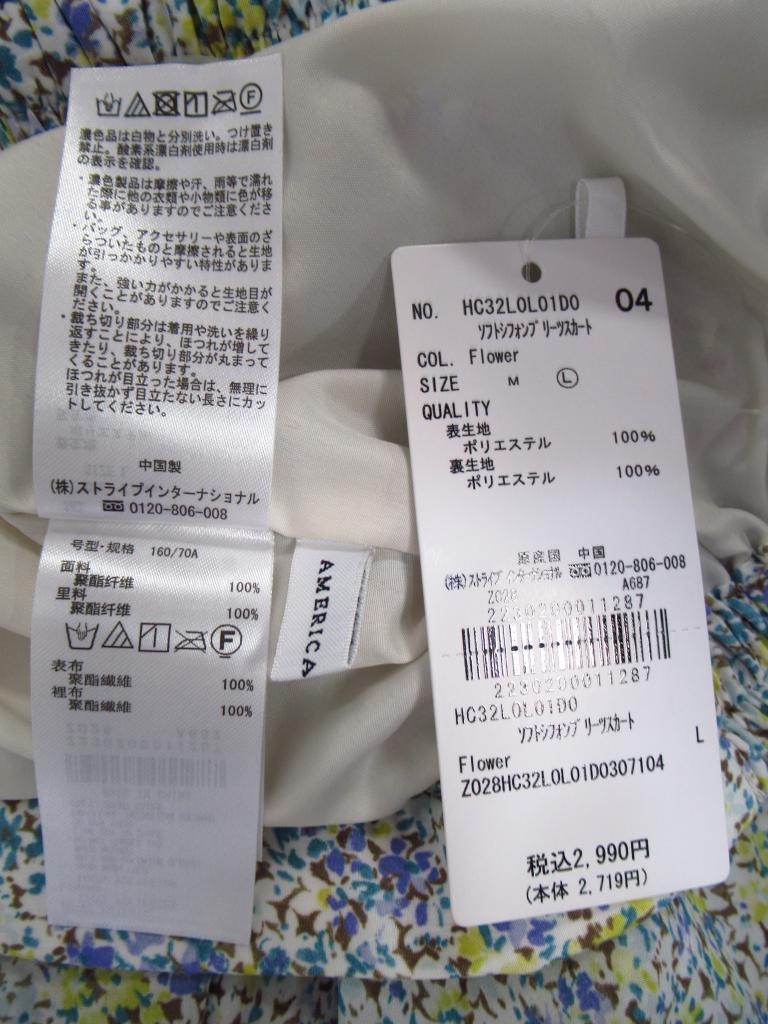 濃色品は白物と分別洗い。つけ置き
禁止。酸素系漂白剤使用時は漂白剤
の表示を確認。
・濃色製品は摩擦や汗、雨等で濡れ
た際に他の衣類や小物類に色が移
る事がありますのでご注意くださ
い。
・バッグ、アクセサリーや表面のざ
らついたものと摩擦されると生地
が引っかかりやすい特性がありま
す。
また、強い力がかかると生地目が
開くことがありますのでご注意く
ださい。
・裁ち切り部分は着用や洗いを繰り
返すことにより、ほつれが増して
きたり、裁ち切り部分が丸まって
くることがあります。
ほつれが目立った場合は、無理に
引き抜かず目立たない長さにカッ
トしてください。
中国製
(株)ストライプインターナショナル
0120-806-008
号型・规格 160/70A
面料
聚酯纤维 100%
里料
聚酯纤维 100%
F
表布
聚酯纖維 100%
裡布
聚酯纖維 100%
AMERICA
NO. HC32L0L01D0 04
ソフトシフォンプリーツスカート
COL. Flower
SIZE M Ⓛ
QUALITY
表生地
ポリエステル 100%
裏生地
ポリエステル 100%
原産国 中国
(株)ストライプ インターナショナル 0120-806-008
Z028 A687
2230200011287
2230200011287
HC32L0L01D0
ソフトシフォンプリーツスカート
Flower L
Z028HC32L0L01D0307104
税込2,990円
(本体 2,719円)